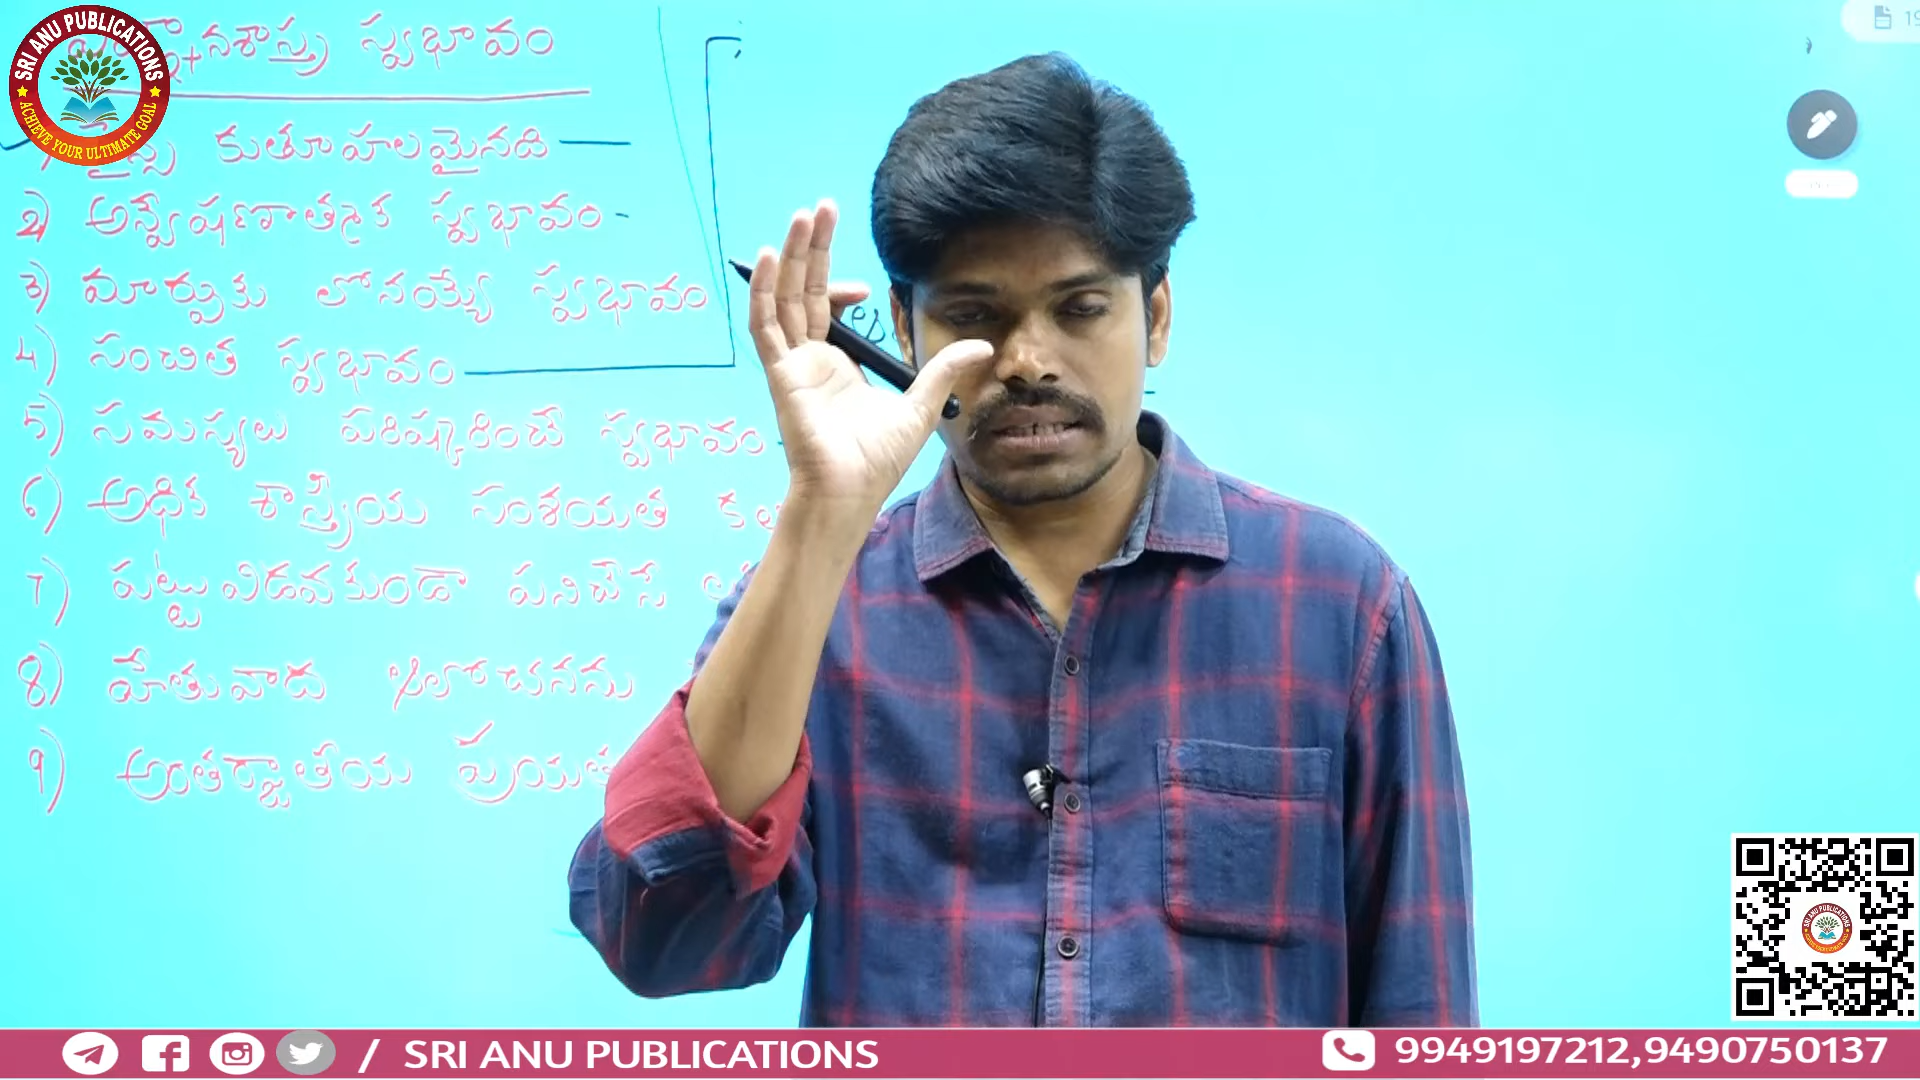 SRI ANU PUBLICATIONS
ACHIEVE YOUR ULTIMATE GOAL
నశాస్త్ర స్వభావం
కుతూహలమైనది
2) అన్వేషణాత్మక స్వభావం
3) మార్పుకు లోనయ్యే స్వభావం
4) సంచిత స్వభావం
5) సమస్యలు పరిష్కరించే స్వభావం
6) అధిక శాస్త్రీయ సంశయత
7) పట్టువిడవకుండా పనిచేసే
8) హేతువాద ఆలోచనను
9) అంతర్జాతీయ
/ SRI ANU PUBLICATIONS
9949197212,9490750137